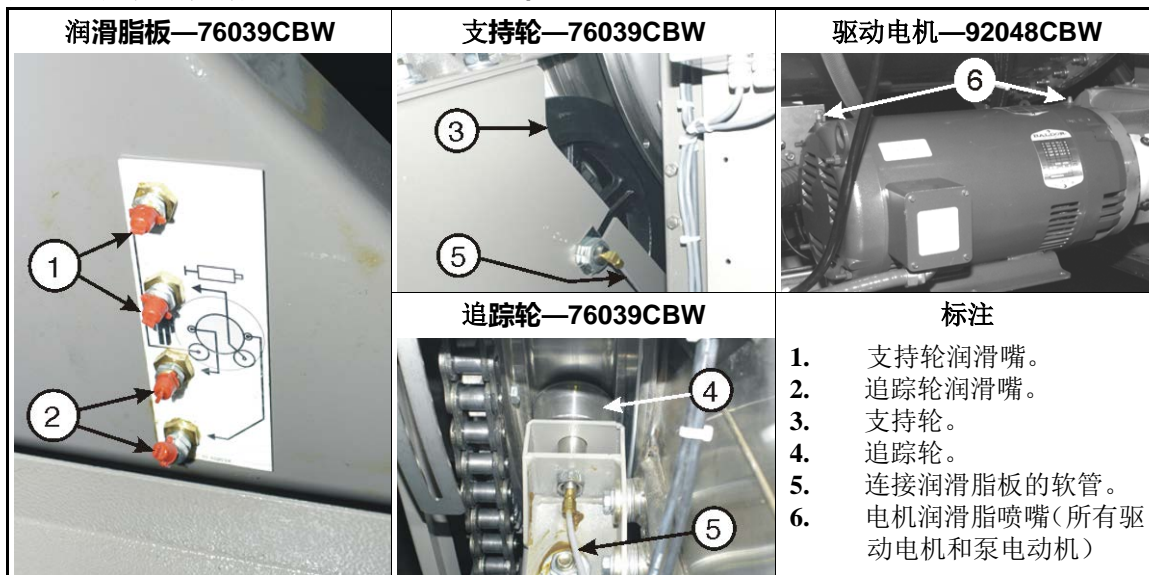 润滑脂板—76039CBW
支持轮—76039CBW
驱动电机—92048CBW
1
2
3
5
6
追踪轮—76039CBW
4
5
标注
1. 支持轮润滑嘴。
2. 追踪轮润滑嘴。
3. 支持轮。
4. 追踪轮。
5. 连接润滑脂板的软管。
6. 电机润滑脂喷嘴（所有驱
动电机和泵电动机）